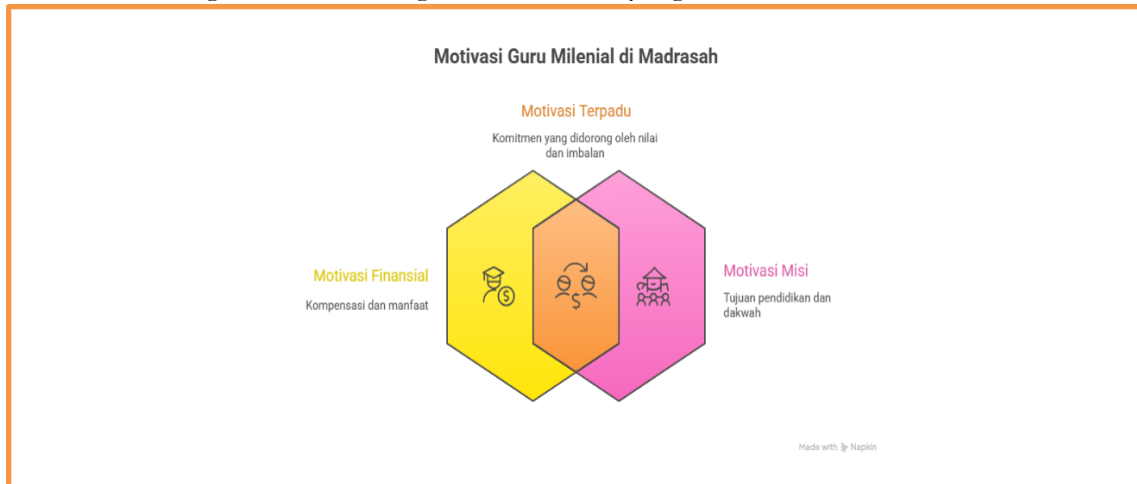 Motivasi Guru Milenial di Madrasah
Motivasi Terpadu
Komitmen yang didorong oleh nilai
dan imbalan
Motivasi Finansial
Kompensasi dan manfaat
$
$
Motivasi Misi
Tujuan pendidikan dan
dakwah
Made with Napkin